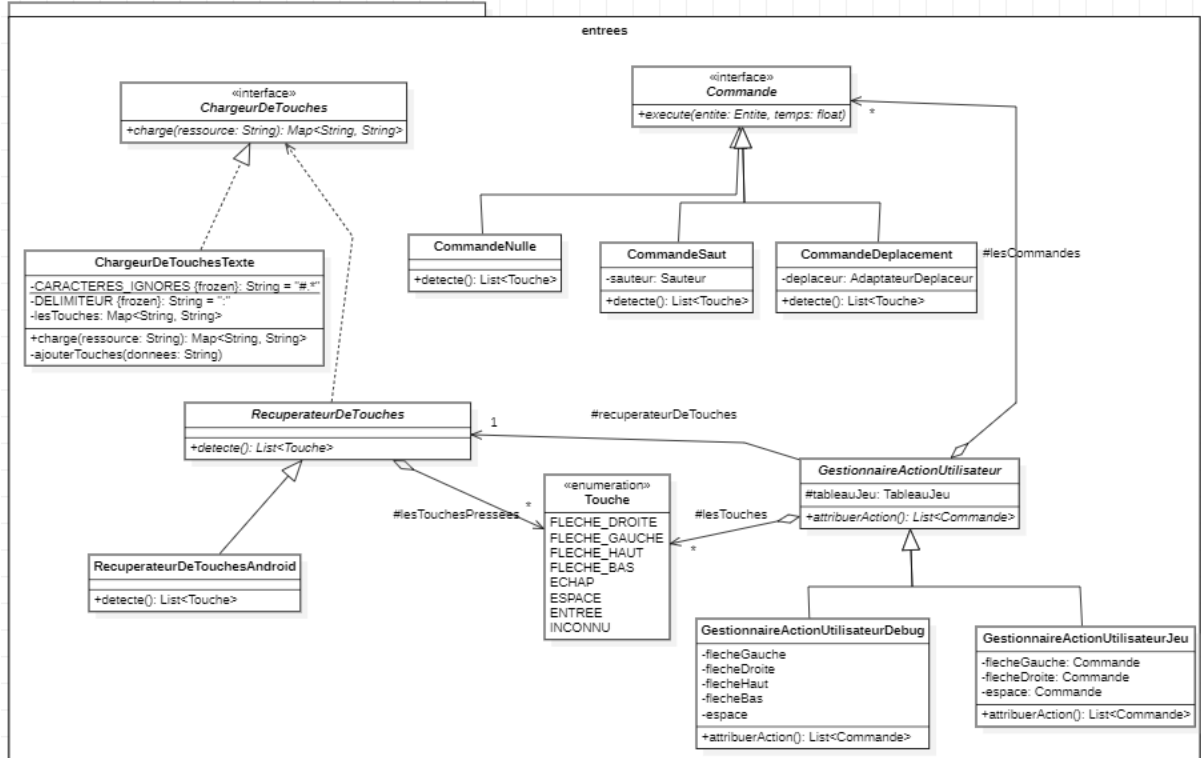 entrees
«interface»
ChargeurDeTouches
+charge(ressource: String): Map<String, String>
«interface»
Commande
+execute(entite: Entite, temps: float)
*
CommandeNulle
+detecte(): List<Touche>
CommandeSaut
-sauteur: Sauteur
+detecte(): List<Touche>
CommandeDeplacement
-deplaceur: AdaptateurDeplaceur
+detecte(): List<Touche>
#lesCommandes
ChargeurDeTouchesTexte
-CARACTERES_IGNORES {frozen}: String = "#.*"
-DELIMITEUR {frozen}: String = ":"
-lesTouches: Map<String, String>
+charge(ressource: String): Map<String, String>
-ajouterTouches(donnees: String)
RecuperateurDeTouches
+detecte(): List<Touche>
1
#recuperateurDeTouches
GestionnaireActionUtilisateur
#tableauJeu: TableauJeu
+attribuerAction(): List<Commande>
#lesTouchesPressées
*
«enumeration»
Touche
FLECHE_DROITE
FLECHE_GAUCHE
FLECHE_HAUT
FLECHE_BAS
ECHAP
ESPACE
ENTREE
INCONNU
#lesTouches
*
RecuperateurDeTouchesAndroid
+detecte(): List<Touche>
GestionnaireActionUtilisateurDebug
-flecheGauche
-flecheDroite
-flecheHaut
-flecheBas
-espace
+attribuerAction(): List<Commande>
GestionnaireActionUtilisateurJeu
-flecheGauche: Commande
-flecheDroite: Commande
-espace: Commande
+attribuerAction(): List<Commande>